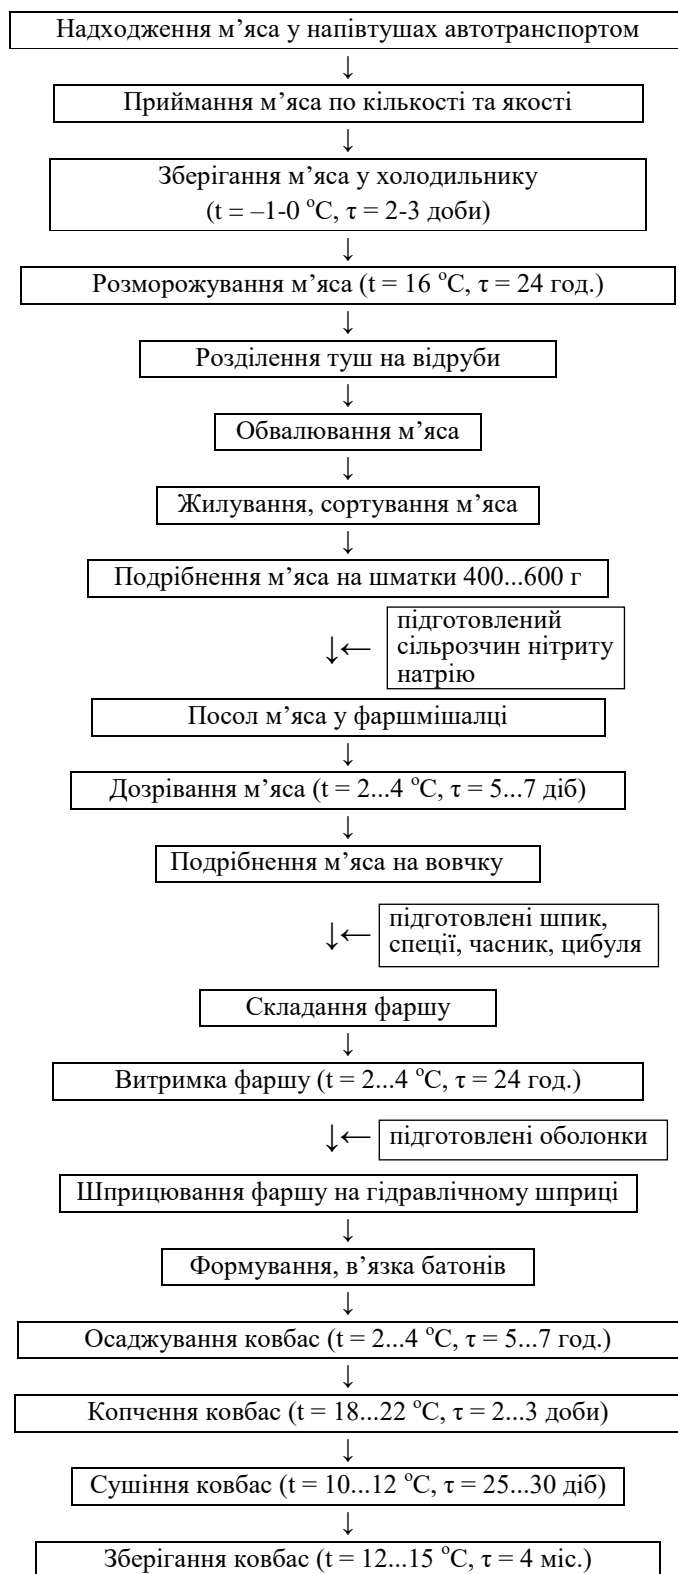 Надходження м’яса у напівтушах автотранспортом
↓
Приймання м’яса по кількості та якості
↓
Зберігання м’яса у холодильнику
(t = –1-0 °C, τ = 2-3 доби)
↓
Розморожування м’яса (t = 16 °C, τ = 24 год.)
↓
Розділення туш на відруби
↓
Обвалювання м’яса
↓
Жилування, сортування м’яса
↓
Подрібнення м’яса на шматки 400...600 г
підготовлений
↓← сільрозчин нітриту
натрію
Посол м’яса у фаршмішалці
↓
Дозрівання м’яса (t = 2...4 °C, τ = 5...7 діб)
↓
Подрібнення м’яса на вовчку
↓← підготовлені шпик,
спеції, часник, цибуля
Складання фаршу
↓
Витримка фаршу (t = 2...4 °C, τ = 24 год.)
↓← підготовлені оболонки
Шприцювання фаршу на гідравлічному шприці
↓
Формування, в’язка батонів
↓
Осаджування ковбас (t = 2...4 °C, τ = 5...7 год.)
↓
Копчення ковбас (t = 18...22 °C, τ = 2...3 доби)
↓
Сушіння ковбас (t = 10...12 °C, τ = 25...30 діб)
↓
Зберігання ковбас (t = 12...15 °C, τ = 4 міс.)